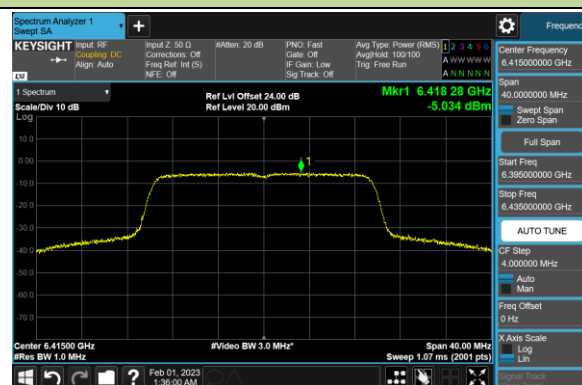 Spectrum Analyzer 1
Swept SA
+
Frequency
KEYSIGHT
Input: RF
Coupling: DC
Align: Auto
Input Z: 50 Ω
Corrections: Off
Freq Ref: Int (S)
NFE: Off
#Atten: 20 dB
PNO: Fast
Gate: Off
IF Gain: Low
Sig Track: Off
Avg Type: Power (RMS)
Avg|Hold: 100/100
Trig: Free Run
1 2 3 4 5 6
A W W W W W
A N N N N N
LVI
1 Spectrum
Scale/Div 10 dB
Log
Ref Lvl Offset 24.00 dB
Ref Level 20.00 dBm
Mkr1 6.418 28 GHz
-5.034 dBm
10.0
0.00
-10.0
-20.0
-30.0
-40.0
-50.0
-60.0
-70.0
1
Center 6.41500 GHz
#Res BW 1.0 MHz
#Video BW 3.0 MHz*
Span 40.00 MHz
Sweep 1.07 ms (2001 pts)
Center Frequency
6.415000000 GHz
Span
40.0000000 MHz
Swept Span
Zero Span
Full Span
Start Freq
6.395000000 GHz
Stop Freq
6.435000000 GHz
AUTO TUNE
CF Step
4.000000 MHz
Auto
Man
Freq Offset
0 Hz
X Axis Scale
Log
Lin
Signal Track
?
Feb 01, 2023
1:36:00 AM